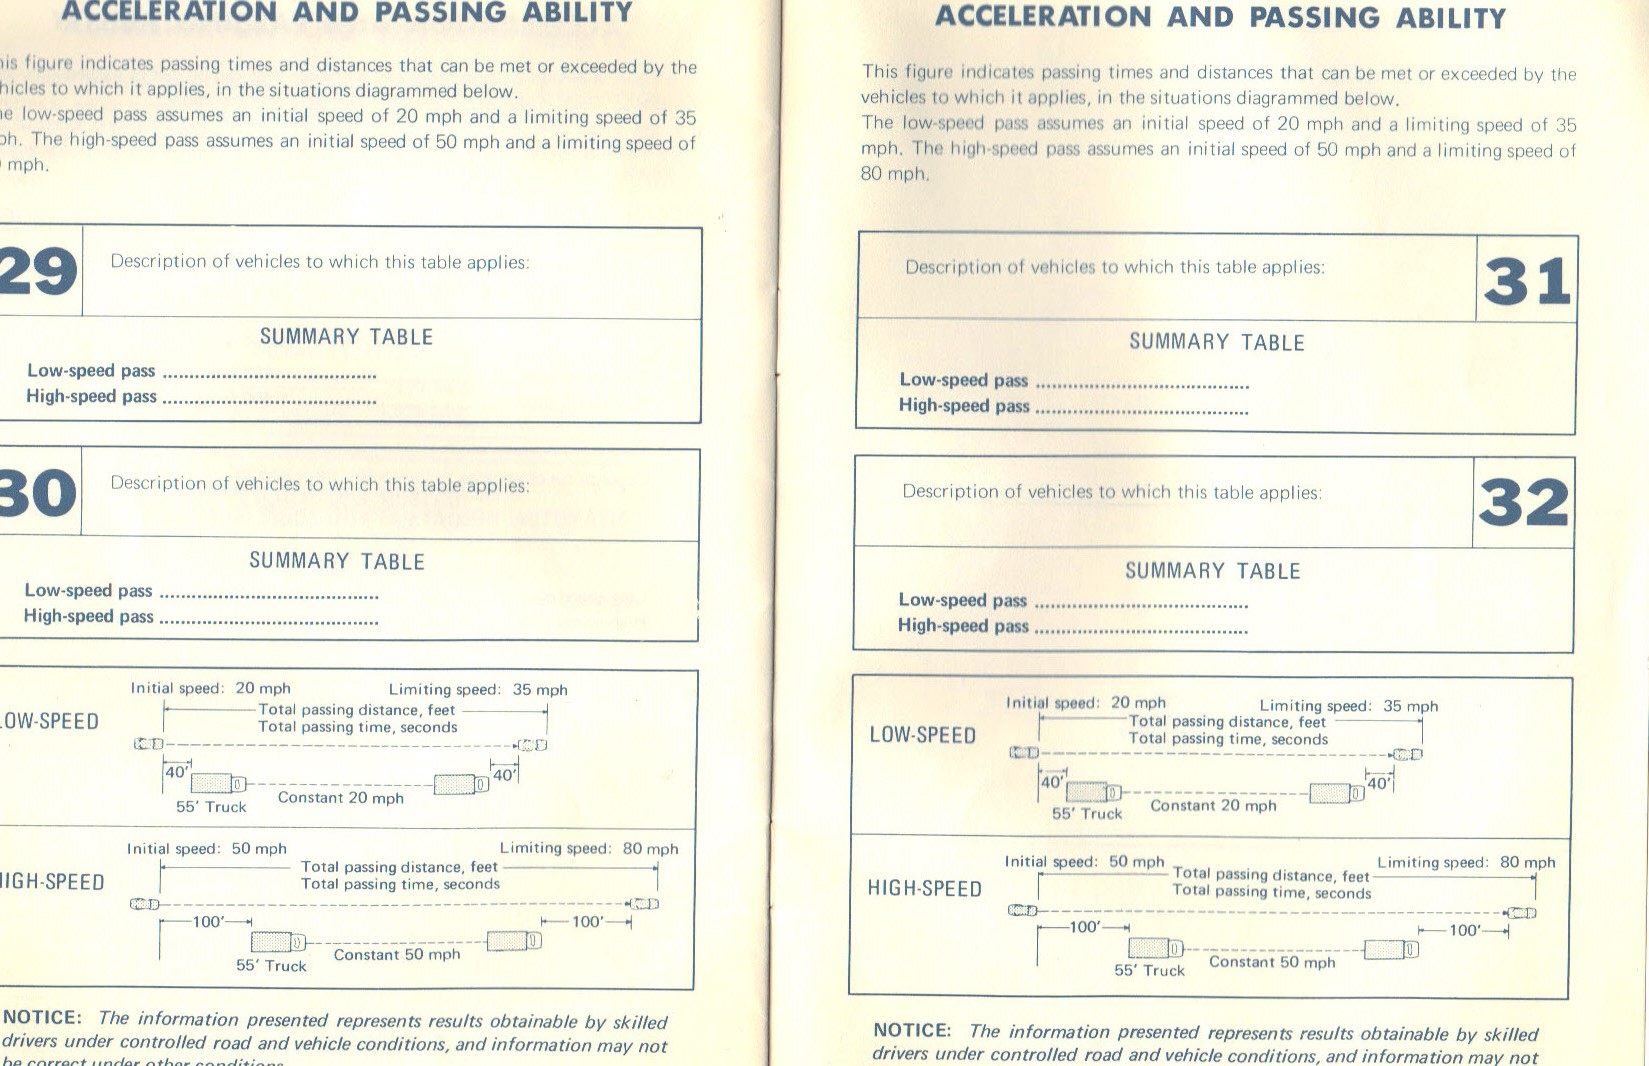 ACCELERATION AND PASSING ABILITY
his figure indicates passing times and distances that can be met or exceeded by the
hicles to which it applies, in the situations diagrammed below.
e low-speed pass assumes an initial speed of 20 mph and a limiting speed of 35
ph. The high-speed pass assumes an initial speed of 50 mph and a limiting speed of
mph.
29
Description of vehicles to which this table applies:
SUMMARY TABLE
Low-speed pass ........................................
High-speed pass ........................................
30
Description of vehicles to which this table applies:
SUMMARY TABLE
Low-speed pass ........................................
High-speed pass ........................................
LOW-SPEED
Initial speed: 20 mph
Limiting speed: 35 mph
Total passing distance, feet
Total passing time, seconds
40'
40'
55' Truck
Constant 20 mph
HIGH-SPEED
Initial speed: 50 mph
Limiting speed: 80 mph
Total passing distance, feet
Total passing time, seconds
100'
100'
55' Truck
Constant 50 mph
NOTICE: The information presented represents results obtainable by skilled
drivers under controlled road and vehicle conditions, and information may not
be correct under other conditions.
ACCELERATION AND PASSING ABILITY
This figure indicates passing times and distances that can be met or exceeded by the
vehicles to which it applies, in the situations diagrammed below.
The low-speed pass assumes an initial speed of 20 mph and a limiting speed of 35
mph. The high-speed pass assumes an initial speed of 50 mph and a limiting speed of
80 mph.
Description of vehicles to which this table applies:
31
SUMMARY TABLE
Low-speed pass ........................................
High-speed pass ........................................
Description of vehicles to which this table applies:
32
SUMMARY TABLE
Low-speed pass ........................................
High-speed pass ........................................
LOW-SPEED
Initial speed: 20 mph
Limiting speed: 35 mph
Total passing distance, feet
Total passing time, seconds
40'
40'
55' Truck
Constant 20 mph
HIGH-SPEED
Initial speed: 50 mph
Limiting speed: 80 mph
Total passing distance, feet
Total passing time, seconds
100'
100'
55' Truck
Constant 50 mph
NOTICE: The information presented represents results obtainable by skilled
drivers under controlled road and vehicle conditions, and information may not